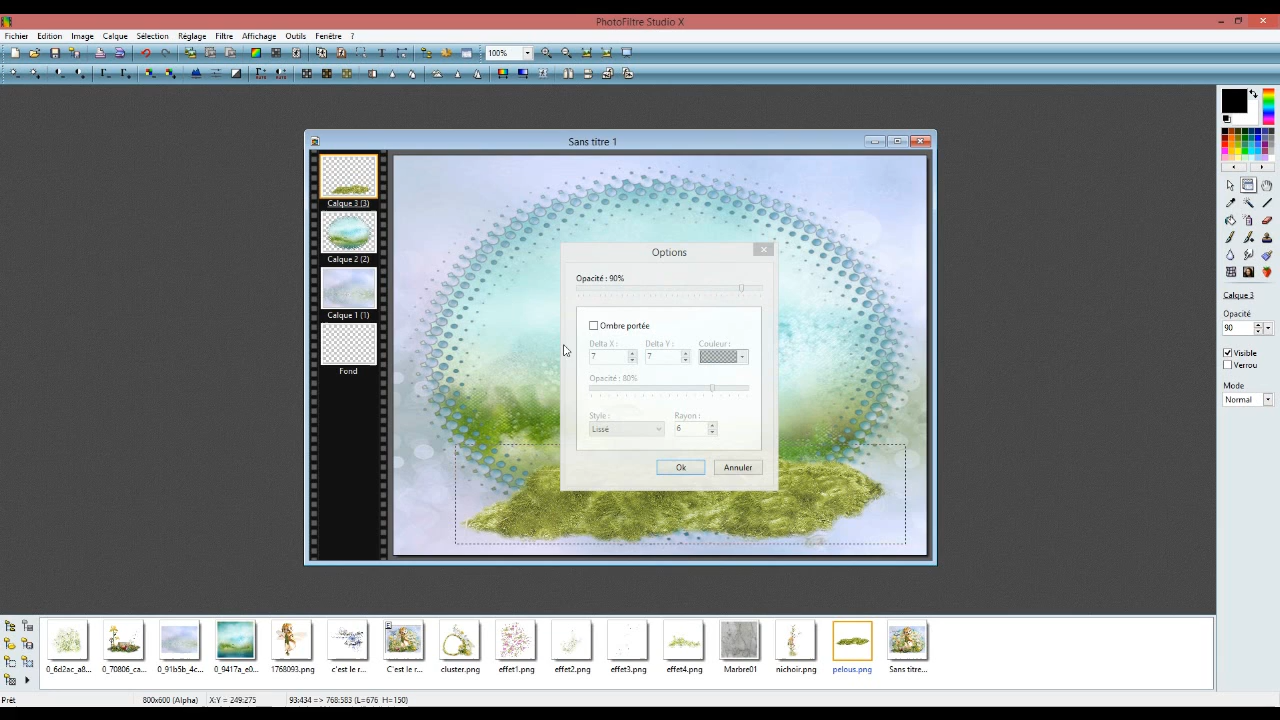 PhotoFiltre Studio X
Fichier Edition Image Calque Sélection Réglage Filtre Affichage Outils Fenêtre ?
100%
Sans titre 1
Calque 3 (3)
Calque 2 (2)
Calque 1 (1)
Fond
Options
Opacité : 90%
Ombre portée
Delta X : Delta Y : Couleur :
7 7
Opacité : 80%
Style : Rayon :
Lissé 6
Ok Annuler
Calque 3
Opacité
90
Visible
Verrou
Mode
Normal
0_6d2ac_a8... 0_70806_ca... 0_91b5b_4c... 0_9417a_e0... 1768093.png c'est le r... C'est le r... cluster.png effet1.png effet2.png effet3.png effet4.png Marbre01 nichoir.png pelous.png Sans titre...
Prêt 800x600 (Alpha) X:Y = 249:275 93:434 => 768:583 (L=676 H=150)